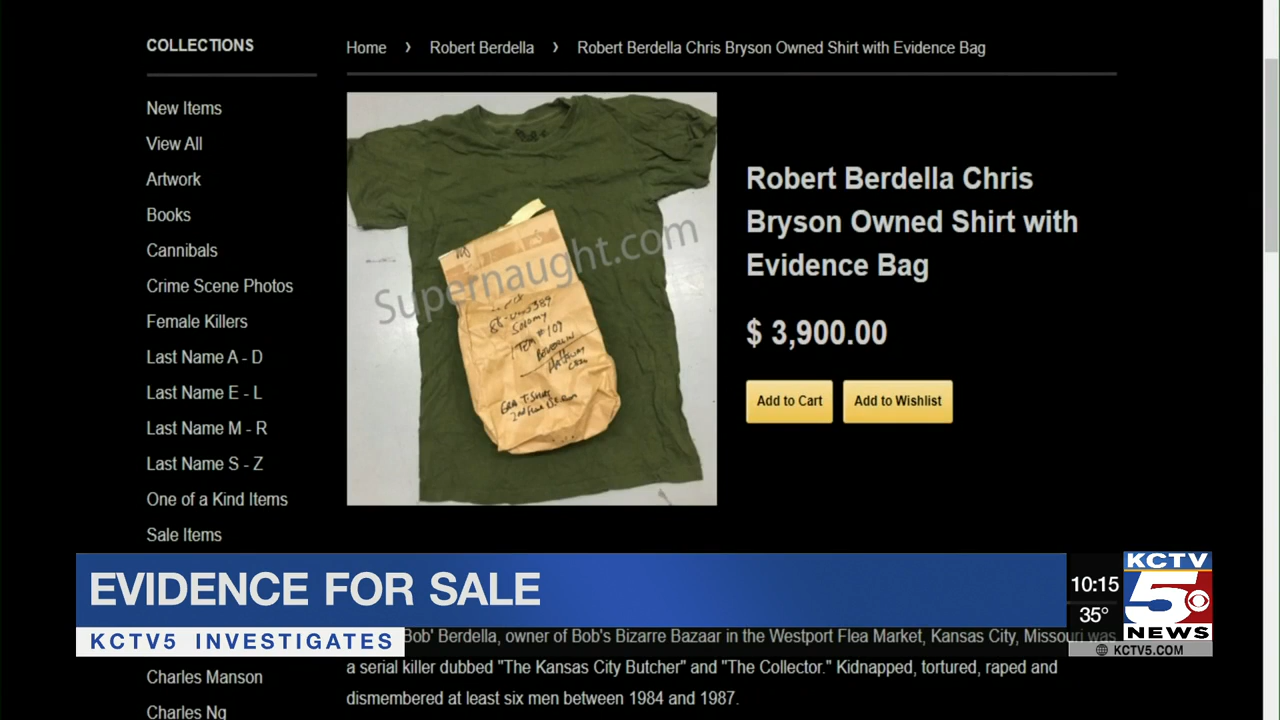 COLLECTIONS
Home › Robert Berdella › Robert Berdella Chris Bryson Owned Shirt with Evidence Bag
New Items
View All
Artwork
Books
Cannibals
Crime Scene Photos
Female Killers
Last Name A - D
Last Name E - L
Last Name M - R
Last Name S - Z
One of a Kind Items
Sale Items
Supernaught.com
SODOMY
ITEM #109
Robert Berdella Chris
Bryson Owned Shirt with
Evidence Bag
$ 3,900.00
Add to Cart
Add to Wishlist
EVIDENCE FOR SALE
KCTV5 INVESTIGATES
10:15
35°
KCTV
5
NEWS
KCTV5.COM
Bob' Berdella, owner of Bob's Bizarre Bazaar in the Westport Flea Market, Kansas City, Missouri was
a serial killer dubbed "The Kansas City Butcher" and "The Collector." Kidnapped, tortured, raped and
dismembered at least six men between 1984 and 1987.
Charles Manson
Charles Ng